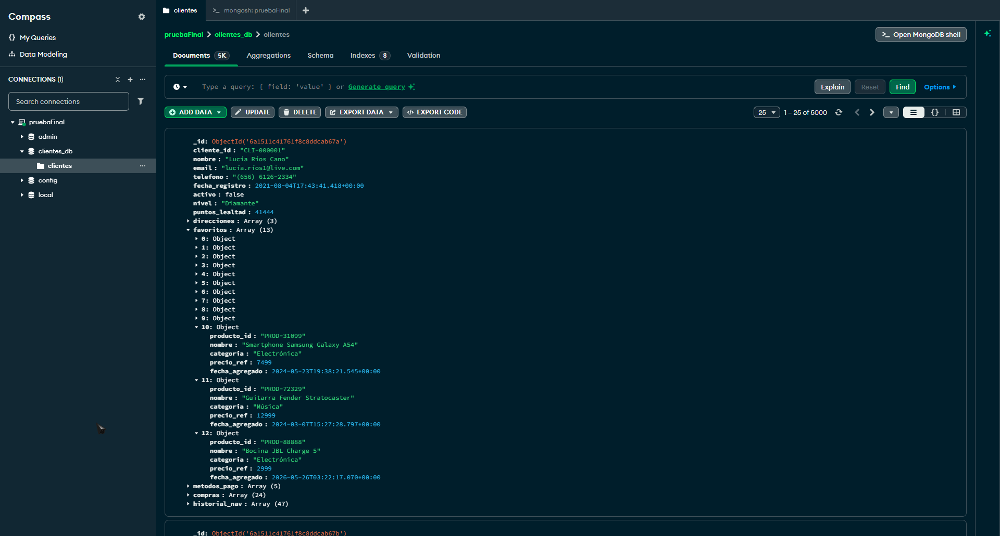 Compass
My Queries
Data Modeling
CONNECTIONS (1)
Search connections
pruebaFinal
admin
clientes_db
clientes
config
local
clientes
mongosh: pruebaFinal
pruebaFinal > clientes_db > clientes
Open MongoDB shell
Documents 5K Aggregations Schema Indexes 8 Validation
Type a query: { field: 'value' } or Generate query
Explain Reset Find Options
ADD DATA UPDATE DELETE EXPORT DATA EXPORT CODE
25 1 – 25 of 5000
_id: ObjectId('6a1511c41761f8c8ddcab67a')
cliente_id : "CLI-000001"
nombre : "Lucía Ríos Cano"
email : "lucía.ríos1@live.com"
telefono : "(656) 6126-2334"
fecha_registro : 2021-08-04T17:43:41.418+00:00
activo : false
nivel : "Diamante"
puntos_lealtad : 41444
direcciones : Array (3)
favoritos : Array (13)
0: Object
1: Object
2: Object
3: Object
4: Object
5: Object
6: Object
7: Object
8: Object
9: Object
10: Object
producto_id : "PROD-31099"
nombre : "Smartphone Samsung Galaxy A54"
categoria : "Electrónica"
precio_ref : 7499
fecha_agregado : 2024-05-23T19:38:21.545+00:00
11: Object
producto_id : "PROD-72329"
nombre : "Guitarra Fender Stratocaster"
categoria : "Música"
precio_ref : 12999
fecha_agregado : 2024-03-07T15:27:28.797+00:00
12: Object
producto_id : "PROD-88888"
nombre : "Bocina JBL Charge 5"
categoria : "Electrónica"
precio_ref : 2999
fecha_agregado : 2026-05-26T03:22:17.070+00:00
metodos_pago : Array (5)
compras : Array (24)
historial_nav : Array (47)
_id: ObjectId('6a1511c41761f8c8ddcab67b')